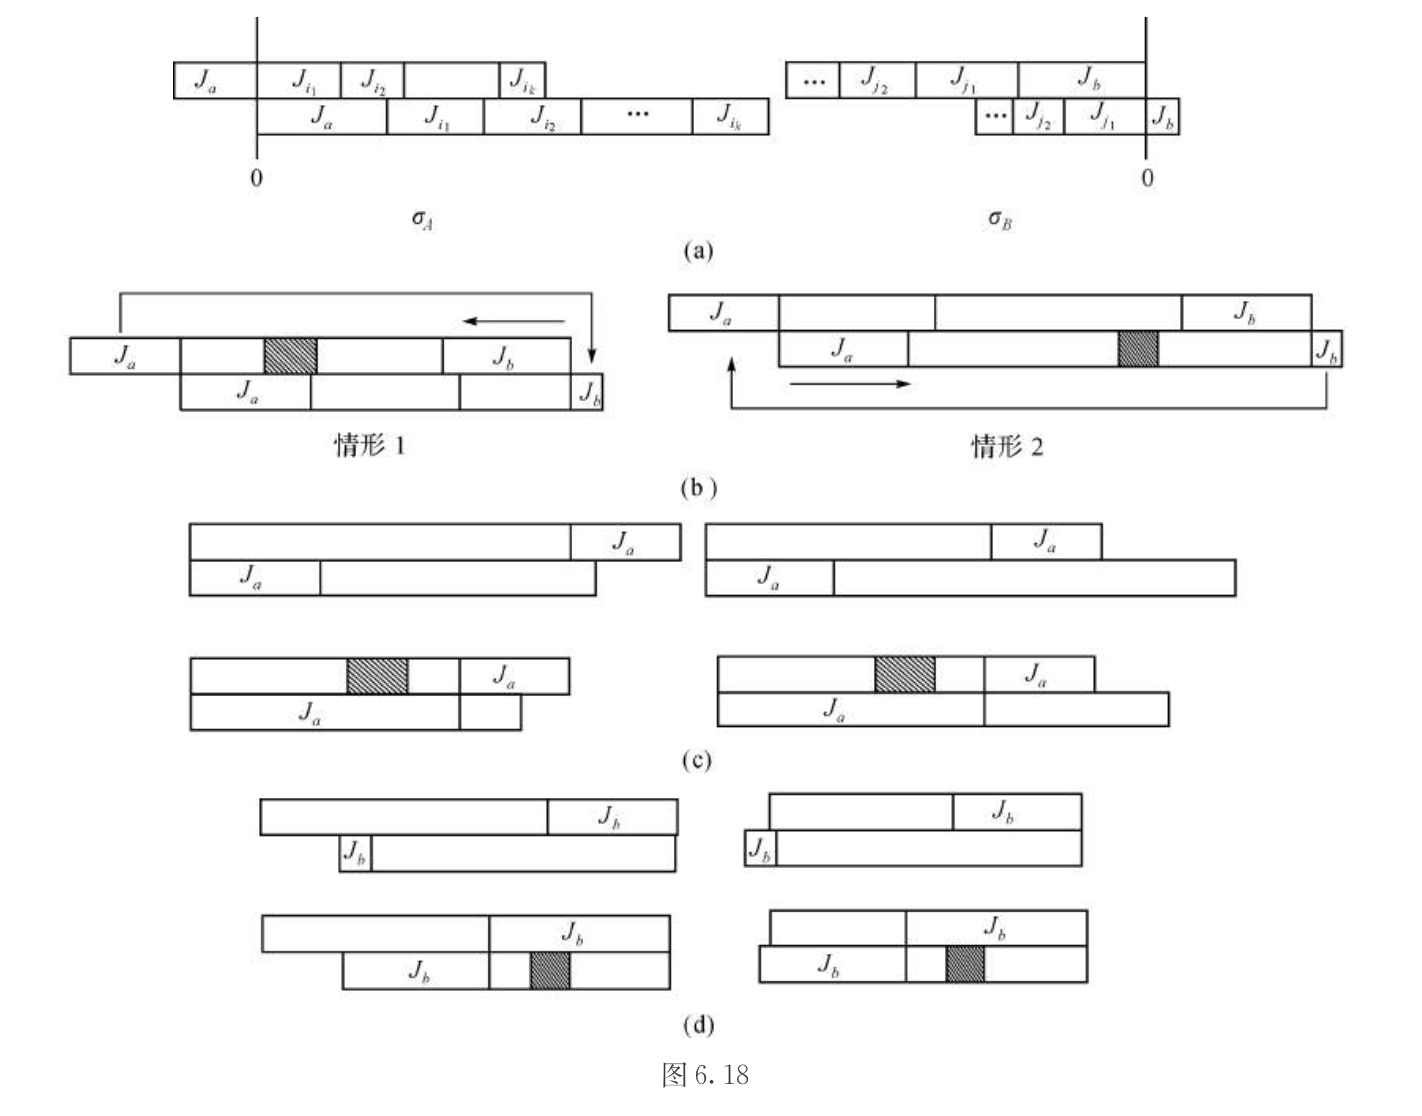 J_a J_{i_1} J_{i_2} J_{i_k} ... J_{j_2} J_{j_1} J_b
J_a J_{i_1} J_{i_2} ... J_{i_k} ... J_{j_2} J_{j_1} J_b
0 0
σ_A σ_B
(a)
J_a J_b
J_a J_b
J_a J_b
J_a J_b
情形 1 情形 2
(b)
J_a J_a
J_a J_a
J_a J_a
J_a J_a
(c)
J_b J_b
J_b J_b
J_b J_b
J_b J_b
(d)
图 6.18